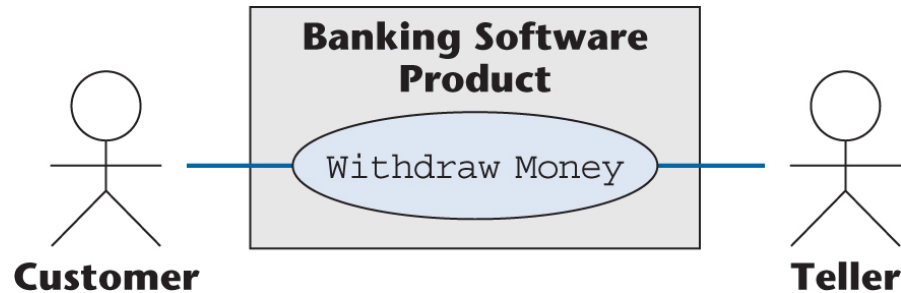 Banking Software
Product
Withdraw Money
Customer
Teller